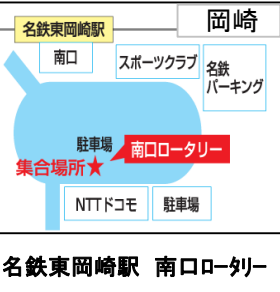 岡崎
名鉄東岡崎駅
南口
スポーツクラブ
名鉄
パーキング
駐車場
南口ロータリー
集合場所★
NTTドコモ
駐車場
名鉄東岡崎駅 南口ロータリー